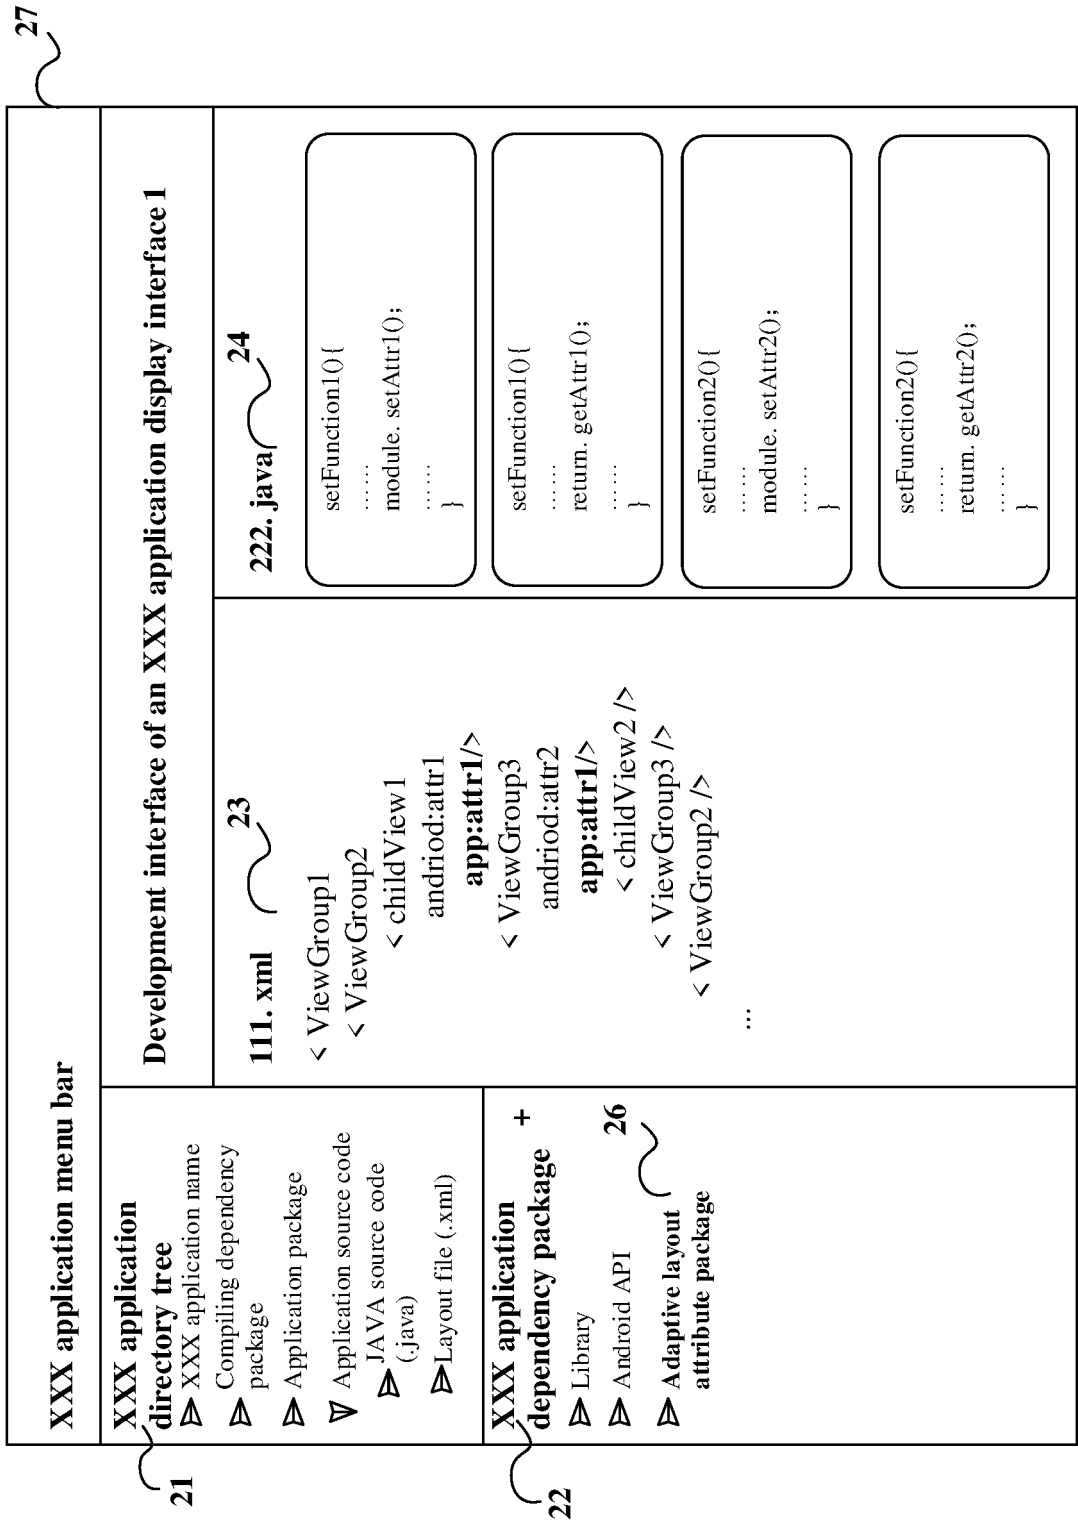 27
XXX application menu bar
Development interface of an XXX application display interface 1
XXX application
directory tree
XXX application name
Compiling dependency
package
Application package
Application source code
JAVA source code
(.java)
Layout file (.xml)
21
XXX application
dependency package +
Library
Android API
Adaptive layout
attribute package
26
22
111. xml
23
< ViewGroup1
< ViewGroup2
< childView1
andriod:attr1
app:attr1/>
< ViewGroup3
andriod:attr2
app:attr1/>
< childView2 />
< ViewGroup3 />
< ViewGroup2 />
...
222. java
24
setFunction1(){
......
module. setAttr1();
......
}
setFunction1(){
......
return. getAttr1();
......
}
setFunction2(){
......
module. setAttr2();
......
}
setFunction2(){
......
return. getAttr2();
......
}